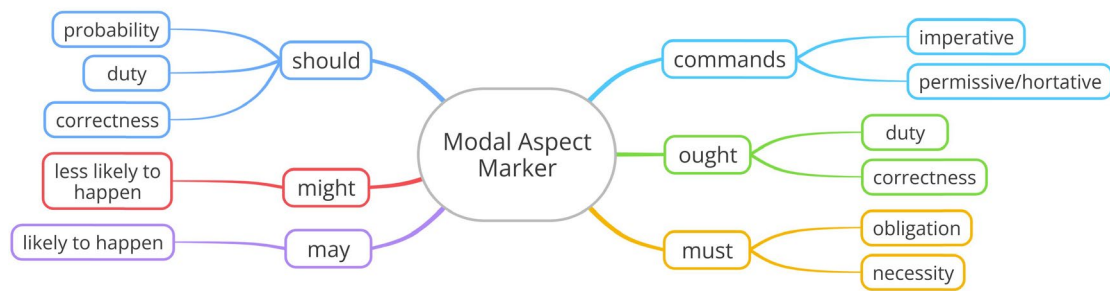 Modal Aspect
Marker
should
probability
duty
correctness
might
less likely to
happen
may
likely to happen
commands
imperative
permissive/hortative
ought
duty
correctness
must
obligation
necessity